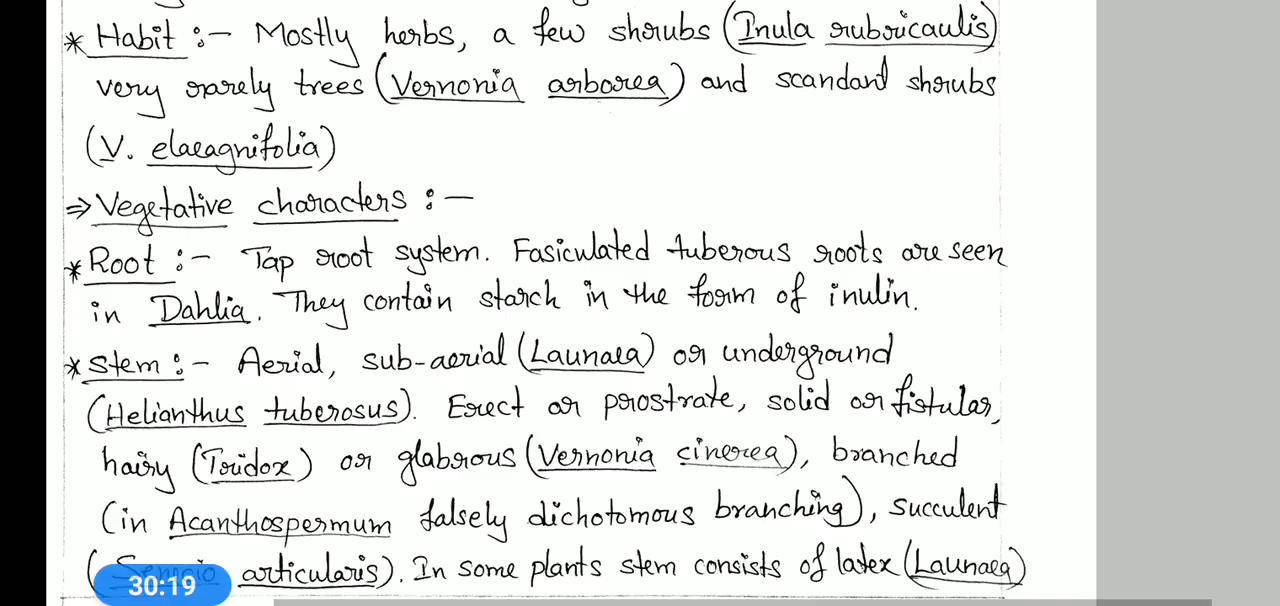 * Habit :- Mostly herbs, a few shrubs (Inula rubricaulis)
very rarely trees (Vernonia arborea) and scandard shrubs
(V. elaeagnifolia)
⇒ Vegetative characters :-
* Root :- Tap root system. Fasiculated tuberous roots are seen
in Dahlia. They contain starch in the form of inulin.
* Stem :- Aerial, sub-aerial (Launaea) or underground
(Helianthus tuberosus). Erect or prostrate, solid or fistular,
hairy (Tridox) or glabrous (Vernonia cinerea), branched
(in Acanthospermum falsely dichotomous branching), succulent
( articularis). In some plants stem consists of latex (Launaea)
30:19